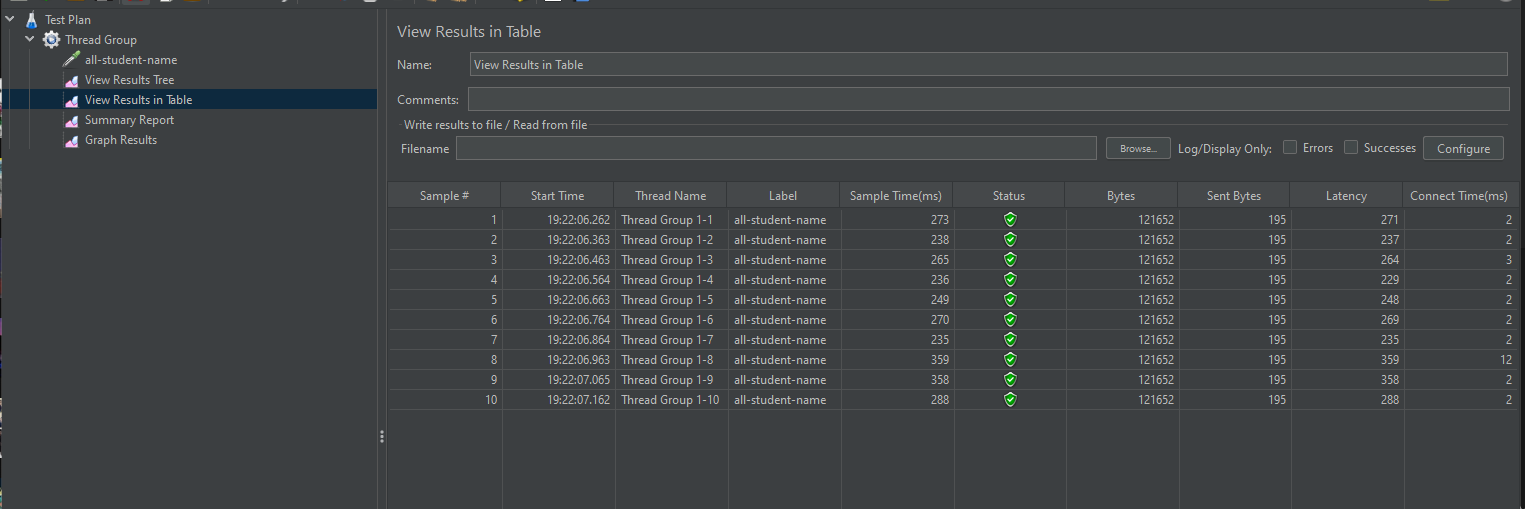 Test Plan
Thread Group
all-student-name
View Results Tree
View Results in Table
Summary Report
Graph Results
View Results in Table
Name: View Results in Table
Comments:
Write results to file / Read from file
Filename Browse... Log/Display Only: Errors Successes Configure
Sample # Start Time Thread Name Label Sample Time(ms) Status Bytes Sent Bytes Latency Connect Time(ms)
1 19:22:06.262 Thread Group 1-1 all-student-name 273 121652 195 271 2
2 19:22:06.363 Thread Group 1-2 all-student-name 238 121652 195 237 2
3 19:22:06.463 Thread Group 1-3 all-student-name 265 121652 195 264 3
4 19:22:06.564 Thread Group 1-4 all-student-name 236 121652 195 229 2
5 19:22:06.663 Thread Group 1-5 all-student-name 249 121652 195 248 2
6 19:22:06.764 Thread Group 1-6 all-student-name 270 121652 195 269 2
7 19:22:06.864 Thread Group 1-7 all-student-name 235 121652 195 235 2
8 19:22:06.963 Thread Group 1-8 all-student-name 359 121652 195 359 12
9 19:22:07.065 Thread Group 1-9 all-student-name 358 121652 195 358 2
10 19:22:07.162 Thread Group 1-10 all-student-name 288 121652 195 288 2